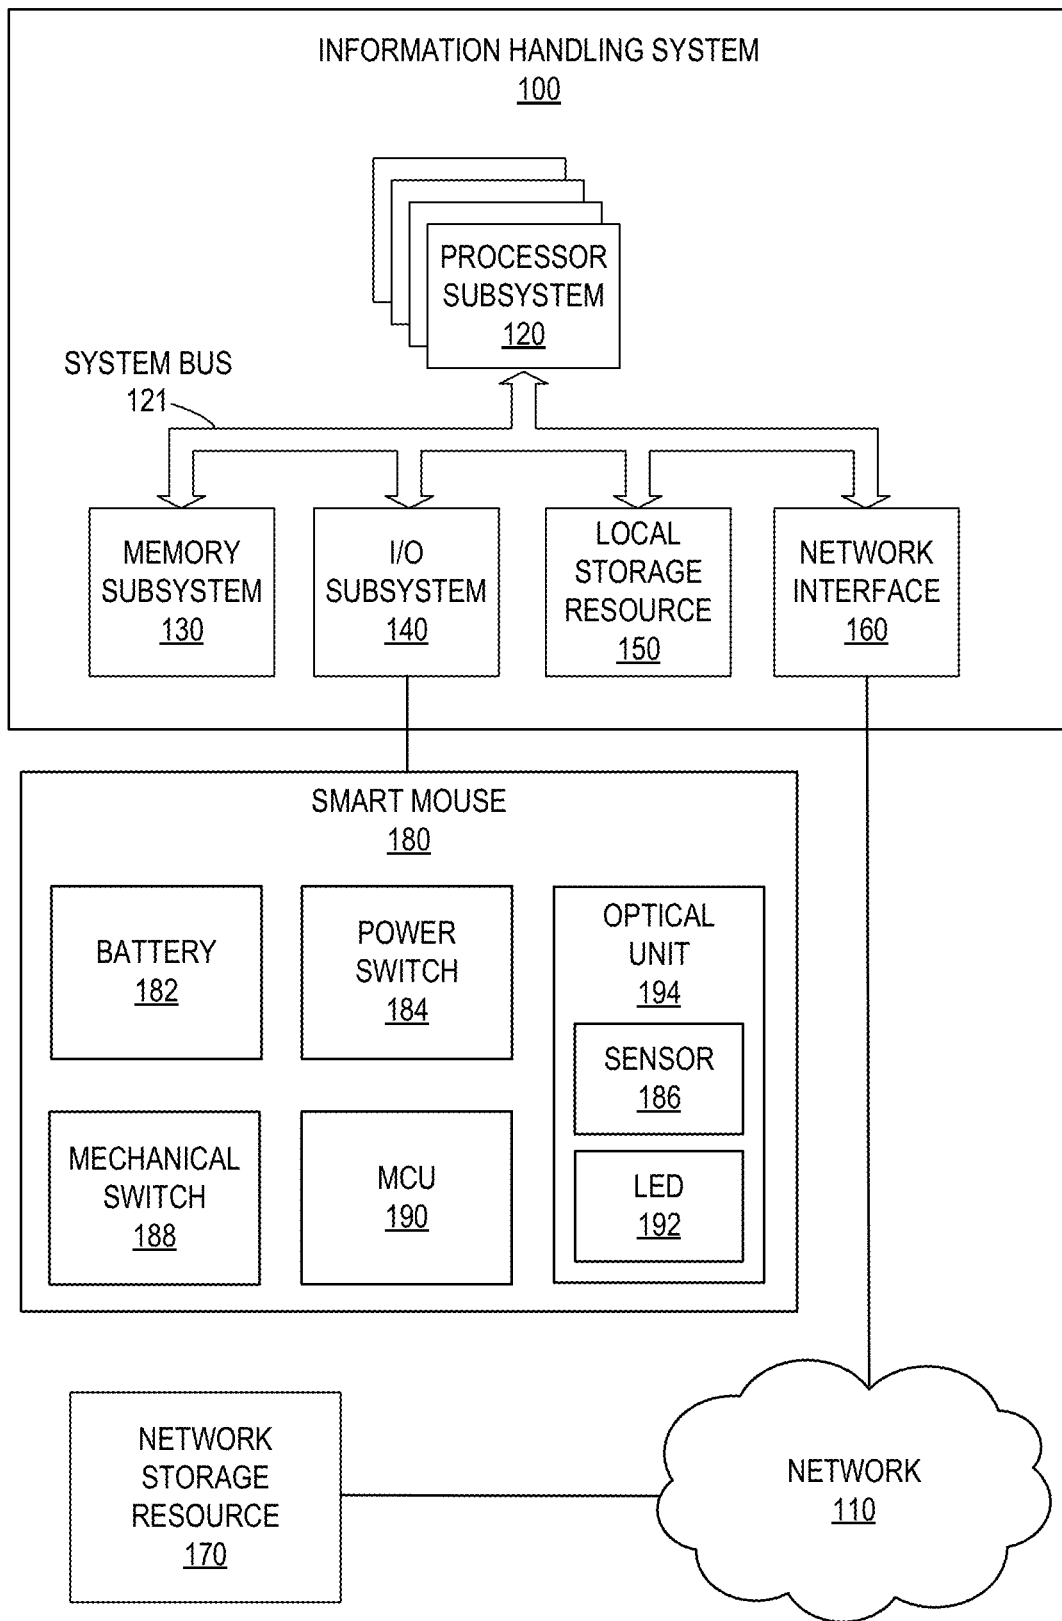 INFORMATION HANDLING SYSTEM
100
PROCESSOR
SUBSYSTEM
120
SYSTEM BUS
121
MEMORY
SUBSYSTEM
130
I/O
SUBSYSTEM
140
LOCAL
STORAGE
RESOURCE
150
NETWORK
INTERFACE
160
SMART MOUSE
180
BATTERY
182
POWER
SWITCH
184
OPTICAL
UNIT
194
SENSOR
186
MECHANICAL
SWITCH
188
MCU
190
LED
192
NETWORK
STORAGE
RESOURCE
170
NETWORK
110